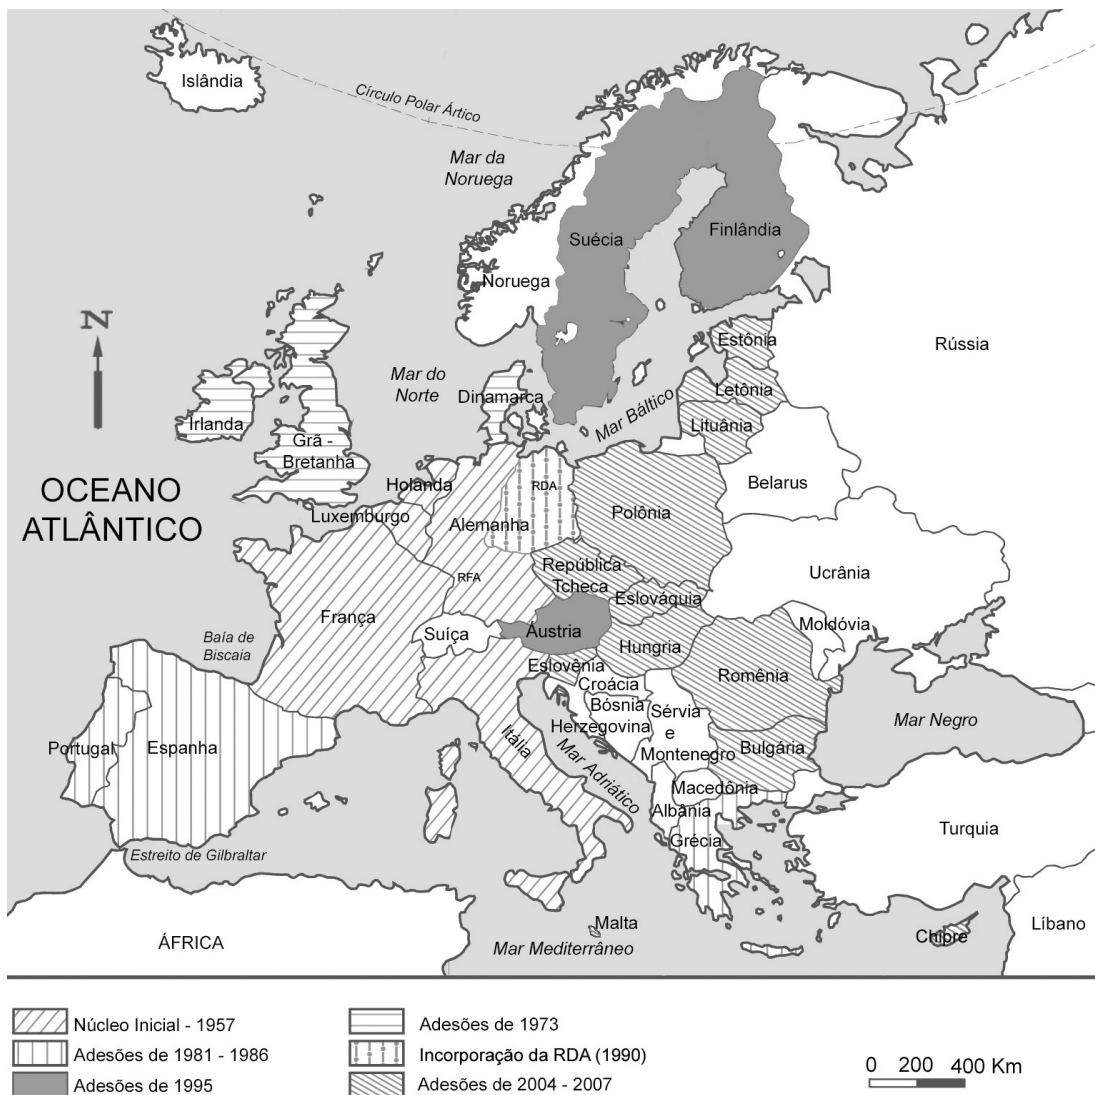 Islândia
Círculo Polar Ártico
Mar da
Noruega
Suécia
Finlândia
Noruega
N
Estônia
Rússia
Mar do
Norte
Dinamarca
Mar Báltico
Letônia
Lituânia
Irlanda
Grã -
Bretanha
OCEANO
ATLÂNTICO
Holanda
RDA
Belarus
Luxemburgo
Alemanha
Polônia
República
Tcheca
Ucrânia
RFA
Eslováquia
França
Suíça
Áustria
Moldóvia
Baía de
Biscaia
Hungria
Eslovênia
Romênia
Croácia
Bósnia
Herzegovina
Sérvia
e
Montenegro
Mar Negro
Portugal
Espanha
Itália
Mar Adriático
Bulgária
Macedônia
Albânia
Grécia
Turquia
Estreito de Gilbraltar
Malta
Chipre
Líbano
ÁFRICA
Mar Mediterrâneo
Núcleo Inicial - 1957
Adesões de 1981 - 1986
Adesões de 1995
Adesões de 1973
Incorporação da RDA (1990)
Adesões de 2004 - 2007
0 200 400 Km